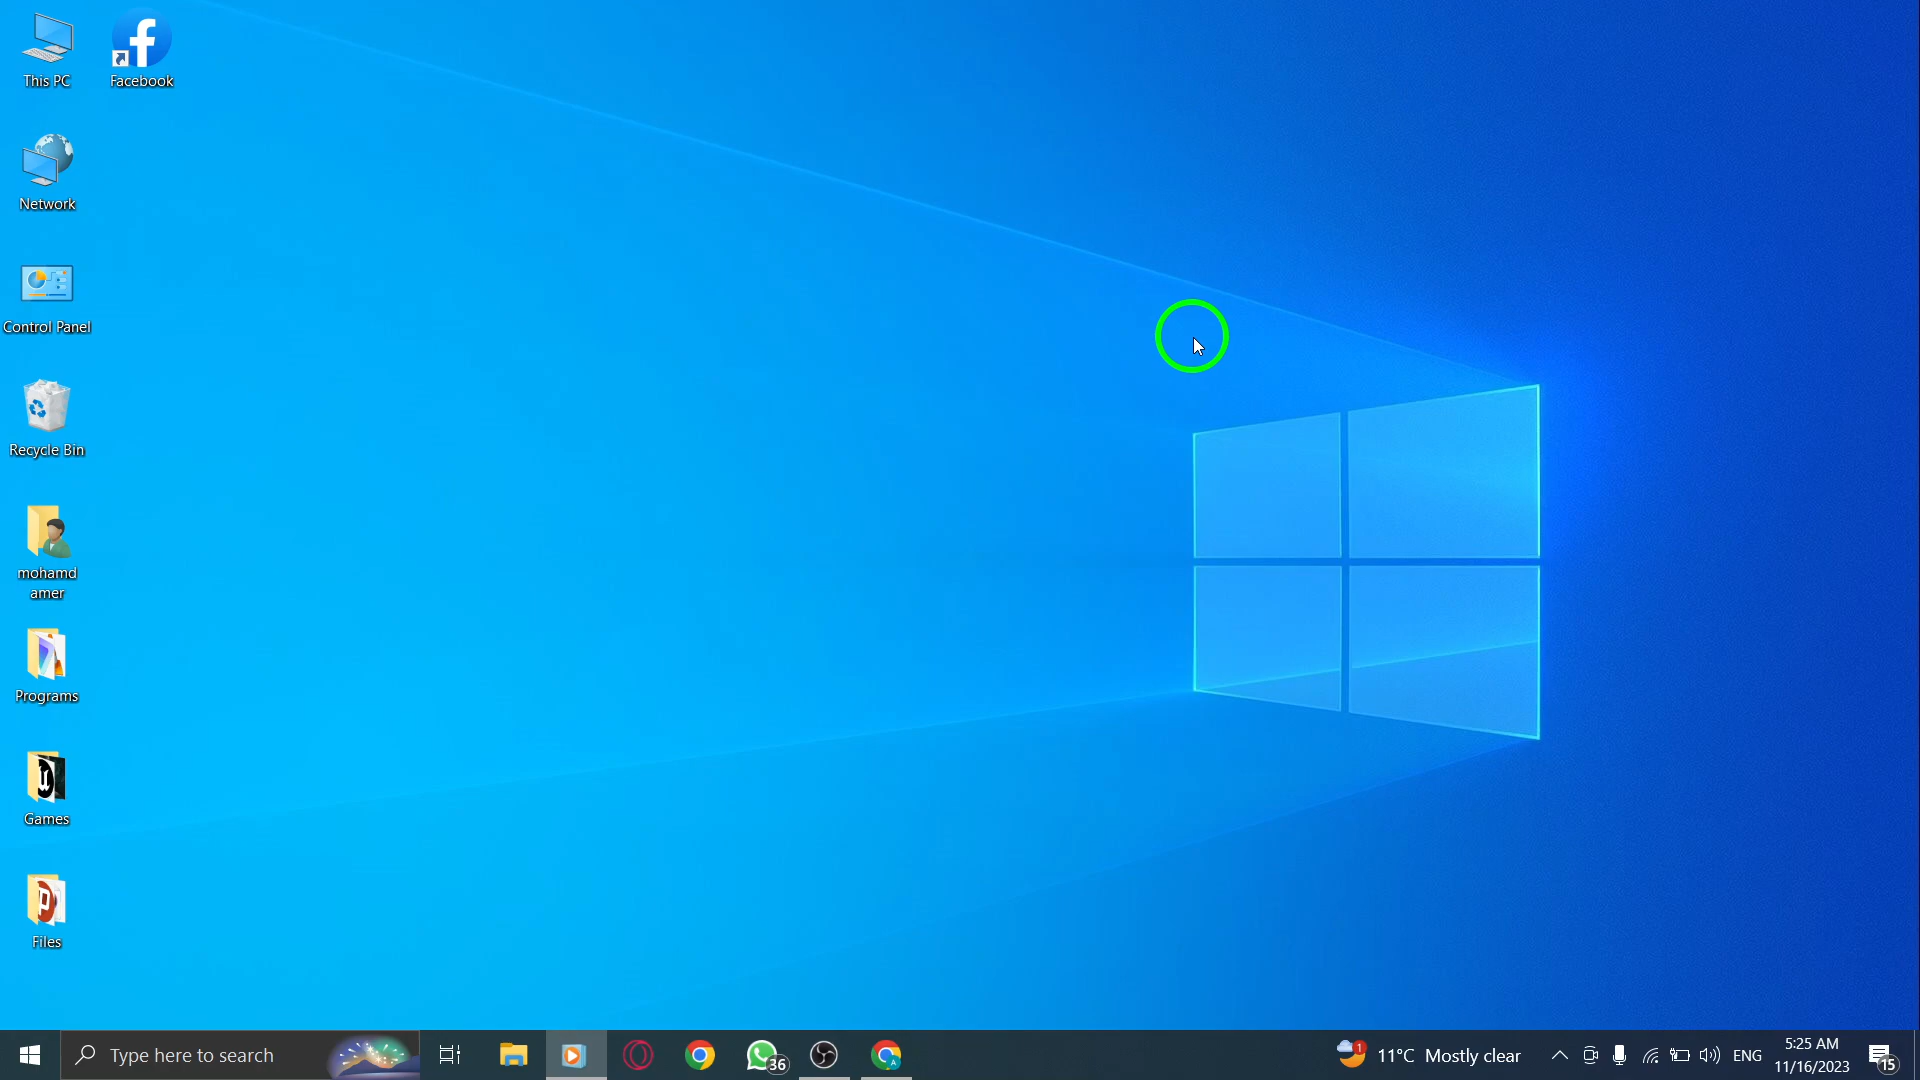 This PC
Facebook
Network
Control Panel
Recycle Bin
mohamd
amer
Programs
Games
Files
Type here to search
36
1
11°C Mostly clear
ENG
5:25 AM
11/16/2023
15